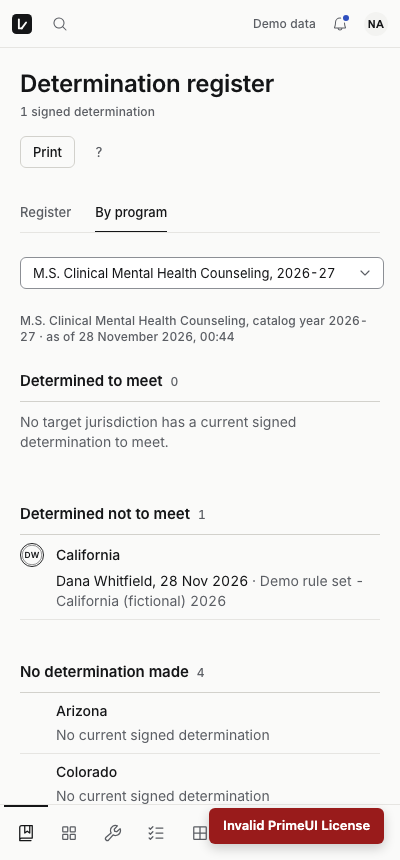 Demo data
NA
Determination register
1 signed determination
Print
?
Register
By program
M.S. Clinical Mental Health Counseling, 2026-27
M.S. Clinical Mental Health Counseling, catalog year 2026-
27 · as of 28 November 2026, 00:44
Determined to meet 0
No target jurisdiction has a current signed
determination to meet.
Determined not to meet 1
DW
California
Dana Whitfield, 28 Nov 2026 · Demo rule set -
California (fictional) 2026
No determination made 4
Arizona
No current signed determination
Colorado
No current signed determination
Invalid PrimeUI License